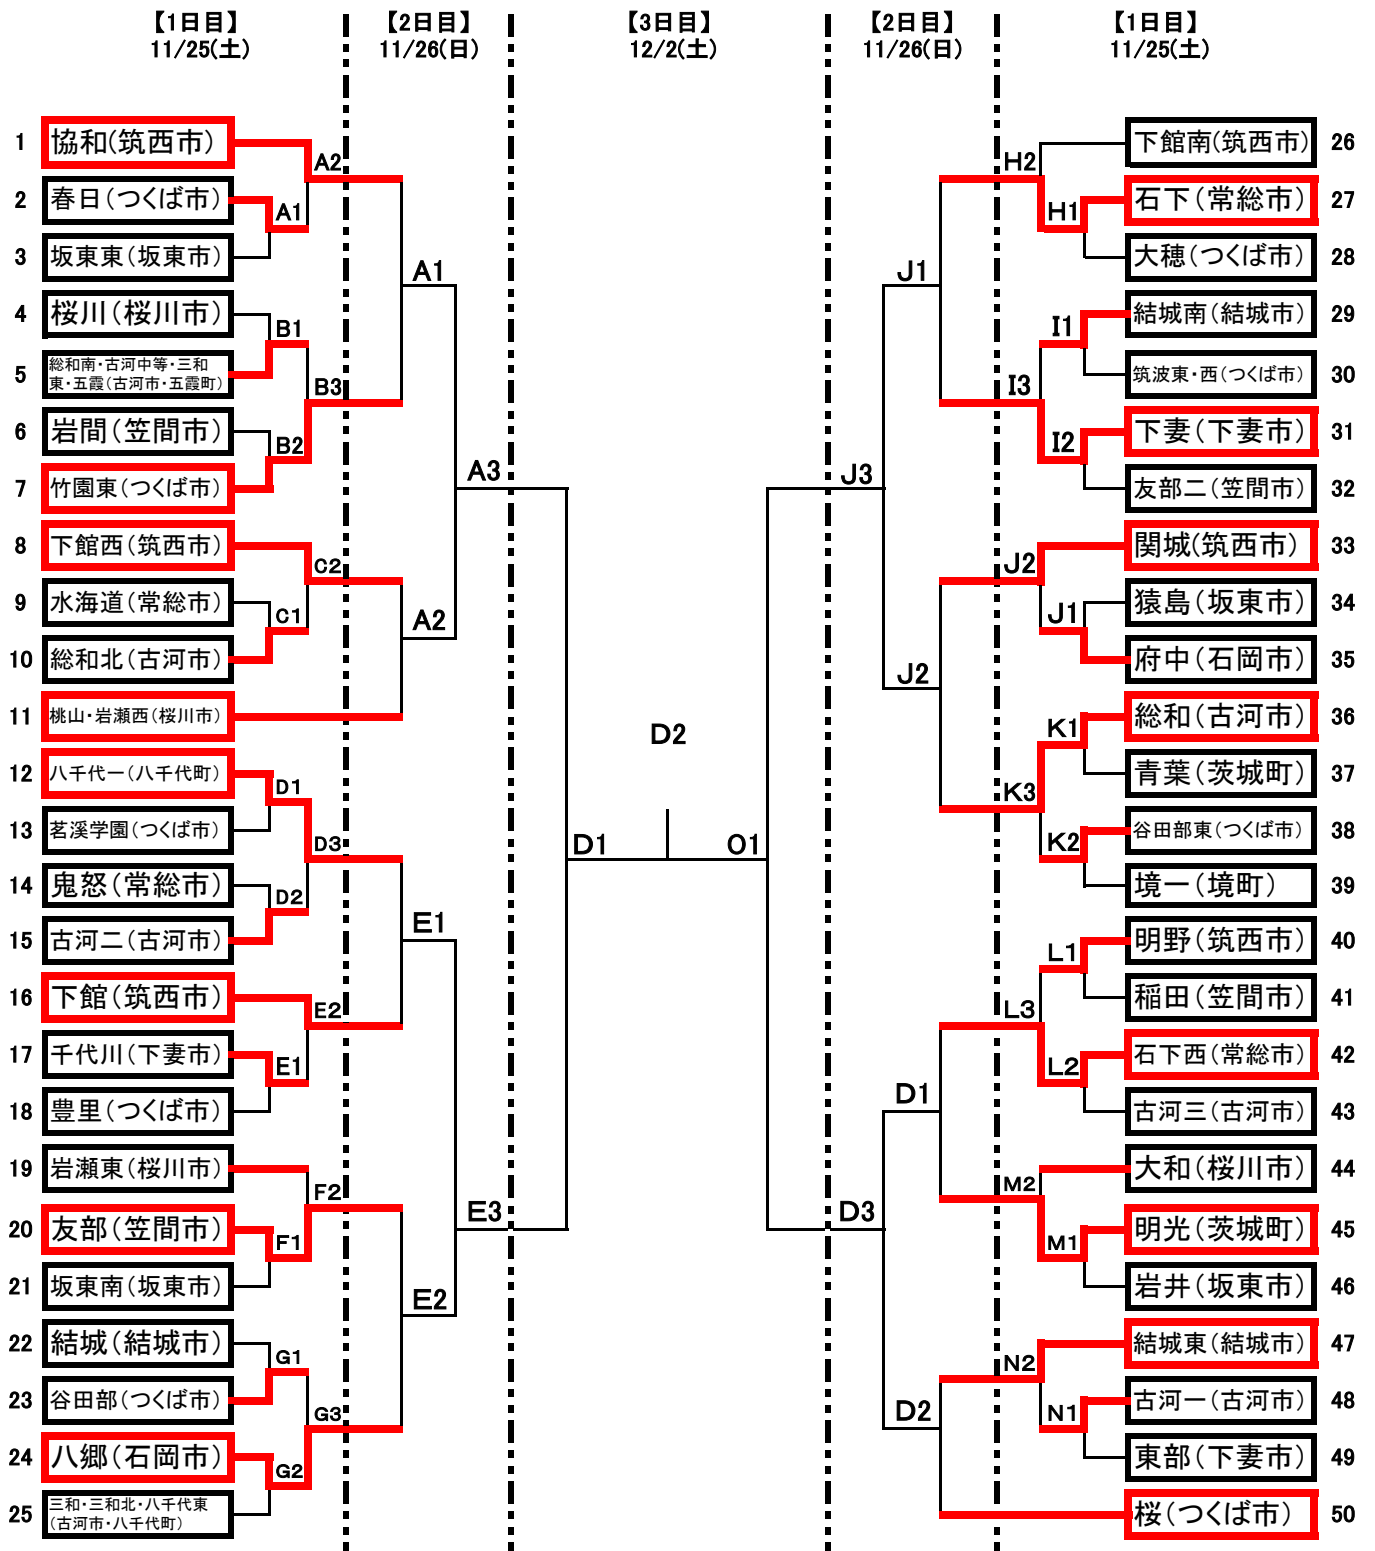 【1日目】
11/25(土)
【2日目】
11/26(日)
【3日目】
12/2(土)
【2日目】
11/26(日)
【1日目】
11/25(土)
1 協和(筑西市)
2 春日(つくば市)
3 坂東東(坂東市)
4 桜川(桜川市)
5 総和南・古河中等・三和
東・五霞(古河市・五霞町)
6 岩間(笠間市)
7 竹園東(つくば市)
8 下館西(筑西市)
9 水海道(常総市)
10 総和北(古河市)
11 桃山・岩瀬西(桜川市)
12 八千代一(八千代町)
13 茗溪学園(つくば市)
14 鬼怒(常総市)
15 古河二(古河市)
16 下館(筑西市)
17 千代川(下妻市)
18 豊里(つくば市)
19 岩瀬東(桜川市)
20 友部(笠間市)
21 坂東南(坂東市)
22 結城(結城市)
23 谷田部(つくば市)
24 八郷(石岡市)
25 三和・三和北・八千代東
(古河市・八千代町)
A2
A1
B1
B3
B2
C2
C1
D1
D3
D2
E2
E1
F2
F1
G1
G3
G2
A1
A3
A2
E1
E3
E2
D1
D2
O1
J1
J3
J2
D1
D3
D2
H2
H1
I1
I3
I2
J2
J1
K1
K3
K2
L1
L3
L2
M2
M1
N2
N1
下館南(筑西市) 26
石下(常総市) 27
大穂(つくば市) 28
結城南(結城市) 29
筑波東・西(つくば市) 30
下妻(下妻市) 31
友部二(笠間市) 32
関城(筑西市) 33
猿島(坂東市) 34
府中(石岡市) 35
総和(古河市) 36
青葉(茨城町) 37
谷田部東(つくば市) 38
境一(境町) 39
明野(筑西市) 40
稲田(笠間市) 41
石下西(常総市) 42
古河三(古河市) 43
大和(桜川市) 44
明光(茨城町) 45
岩井(坂東市) 46
結城東(結城市) 47
古河一(古河市) 48
東部(下妻市) 49
桜(つくば市) 50